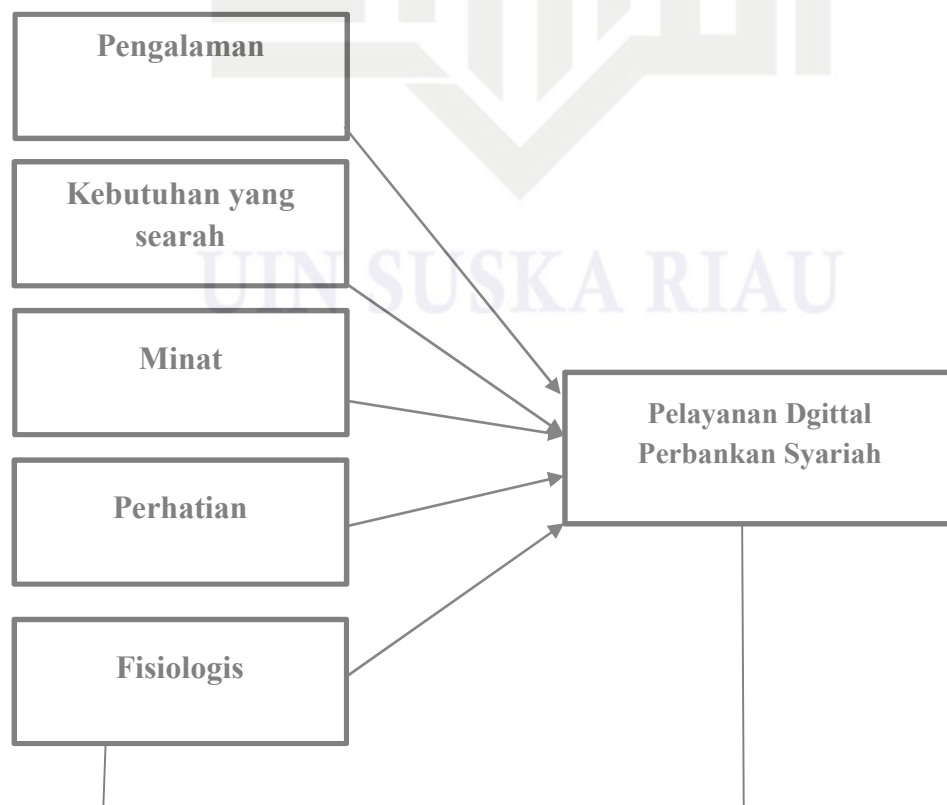 Pengalaman
Kebutuhan yang
searah
UIN SUSKA RIAU
Minat
Pelayanan Dgittal
Perbankan Syariah
Perhatian
Fisiologis